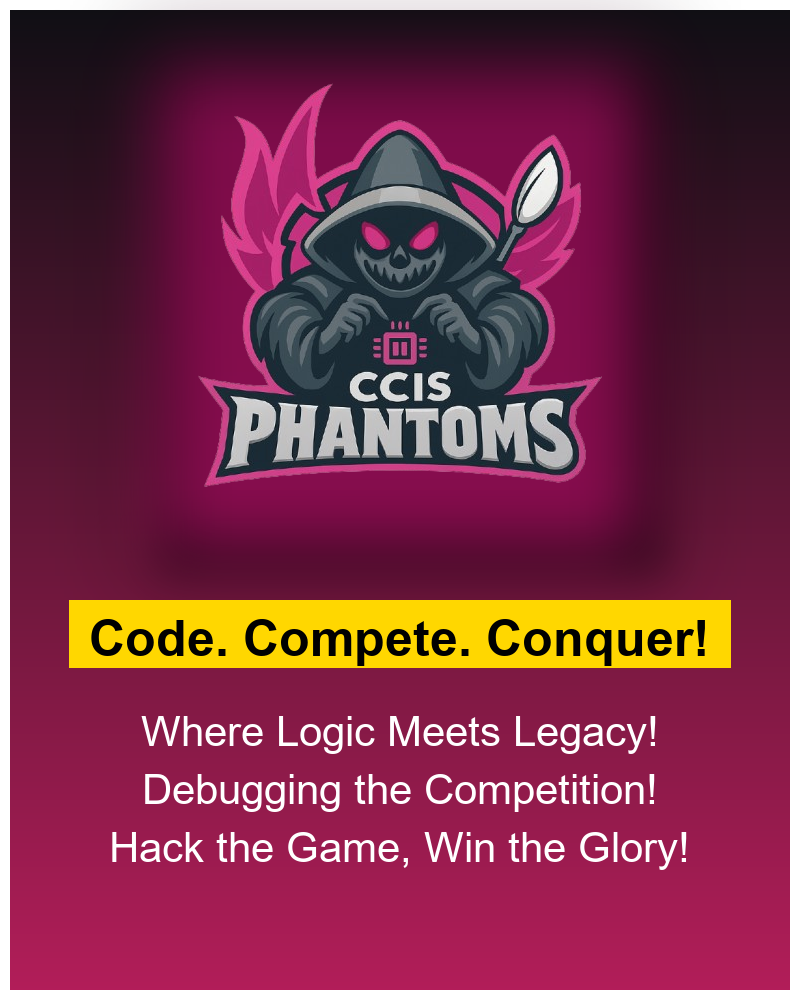 CCIS
PHANTOMS
Code. Compete. Conquer!
Where Logic Meets Legacy!
Debugging the Competition!
Hack the Game, Win the Glory!